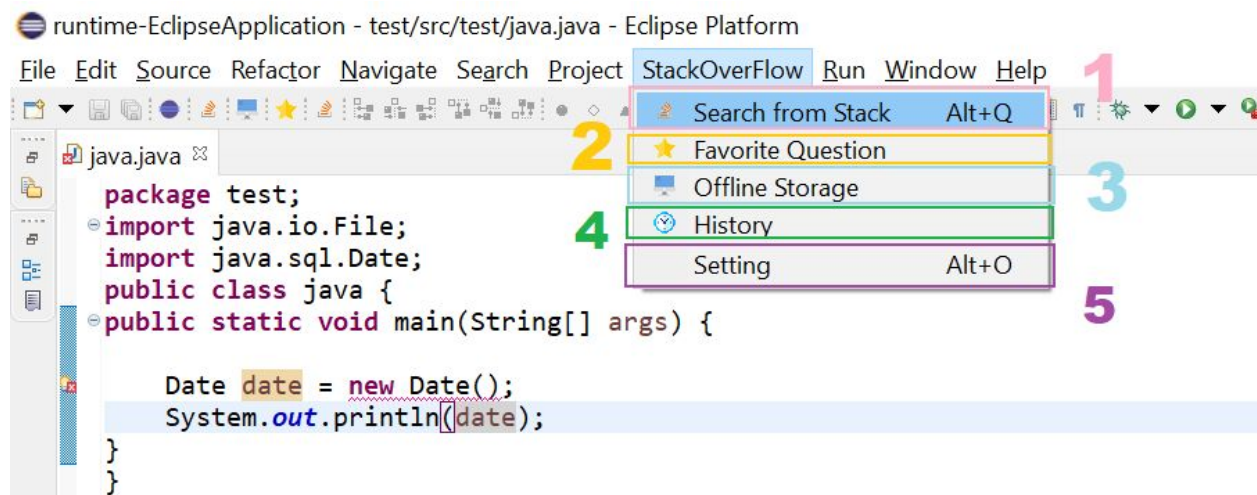 runtime-EclipseApplication - test/src/test/java.java - Eclipse Platform
File Edit Source Refactor Navigate Search Project StackOverFlow Run Window Help
1
Search from Stack Alt+Q
2
Favorite Question
3
Offline Storage
4
History
Setting Alt+O
5
java.java
package test;
import java.io.File;
import java.sql.Date;
public class java {
public static void main(String[] args) {
Date date = new Date();
System.out.println(date);
}
}